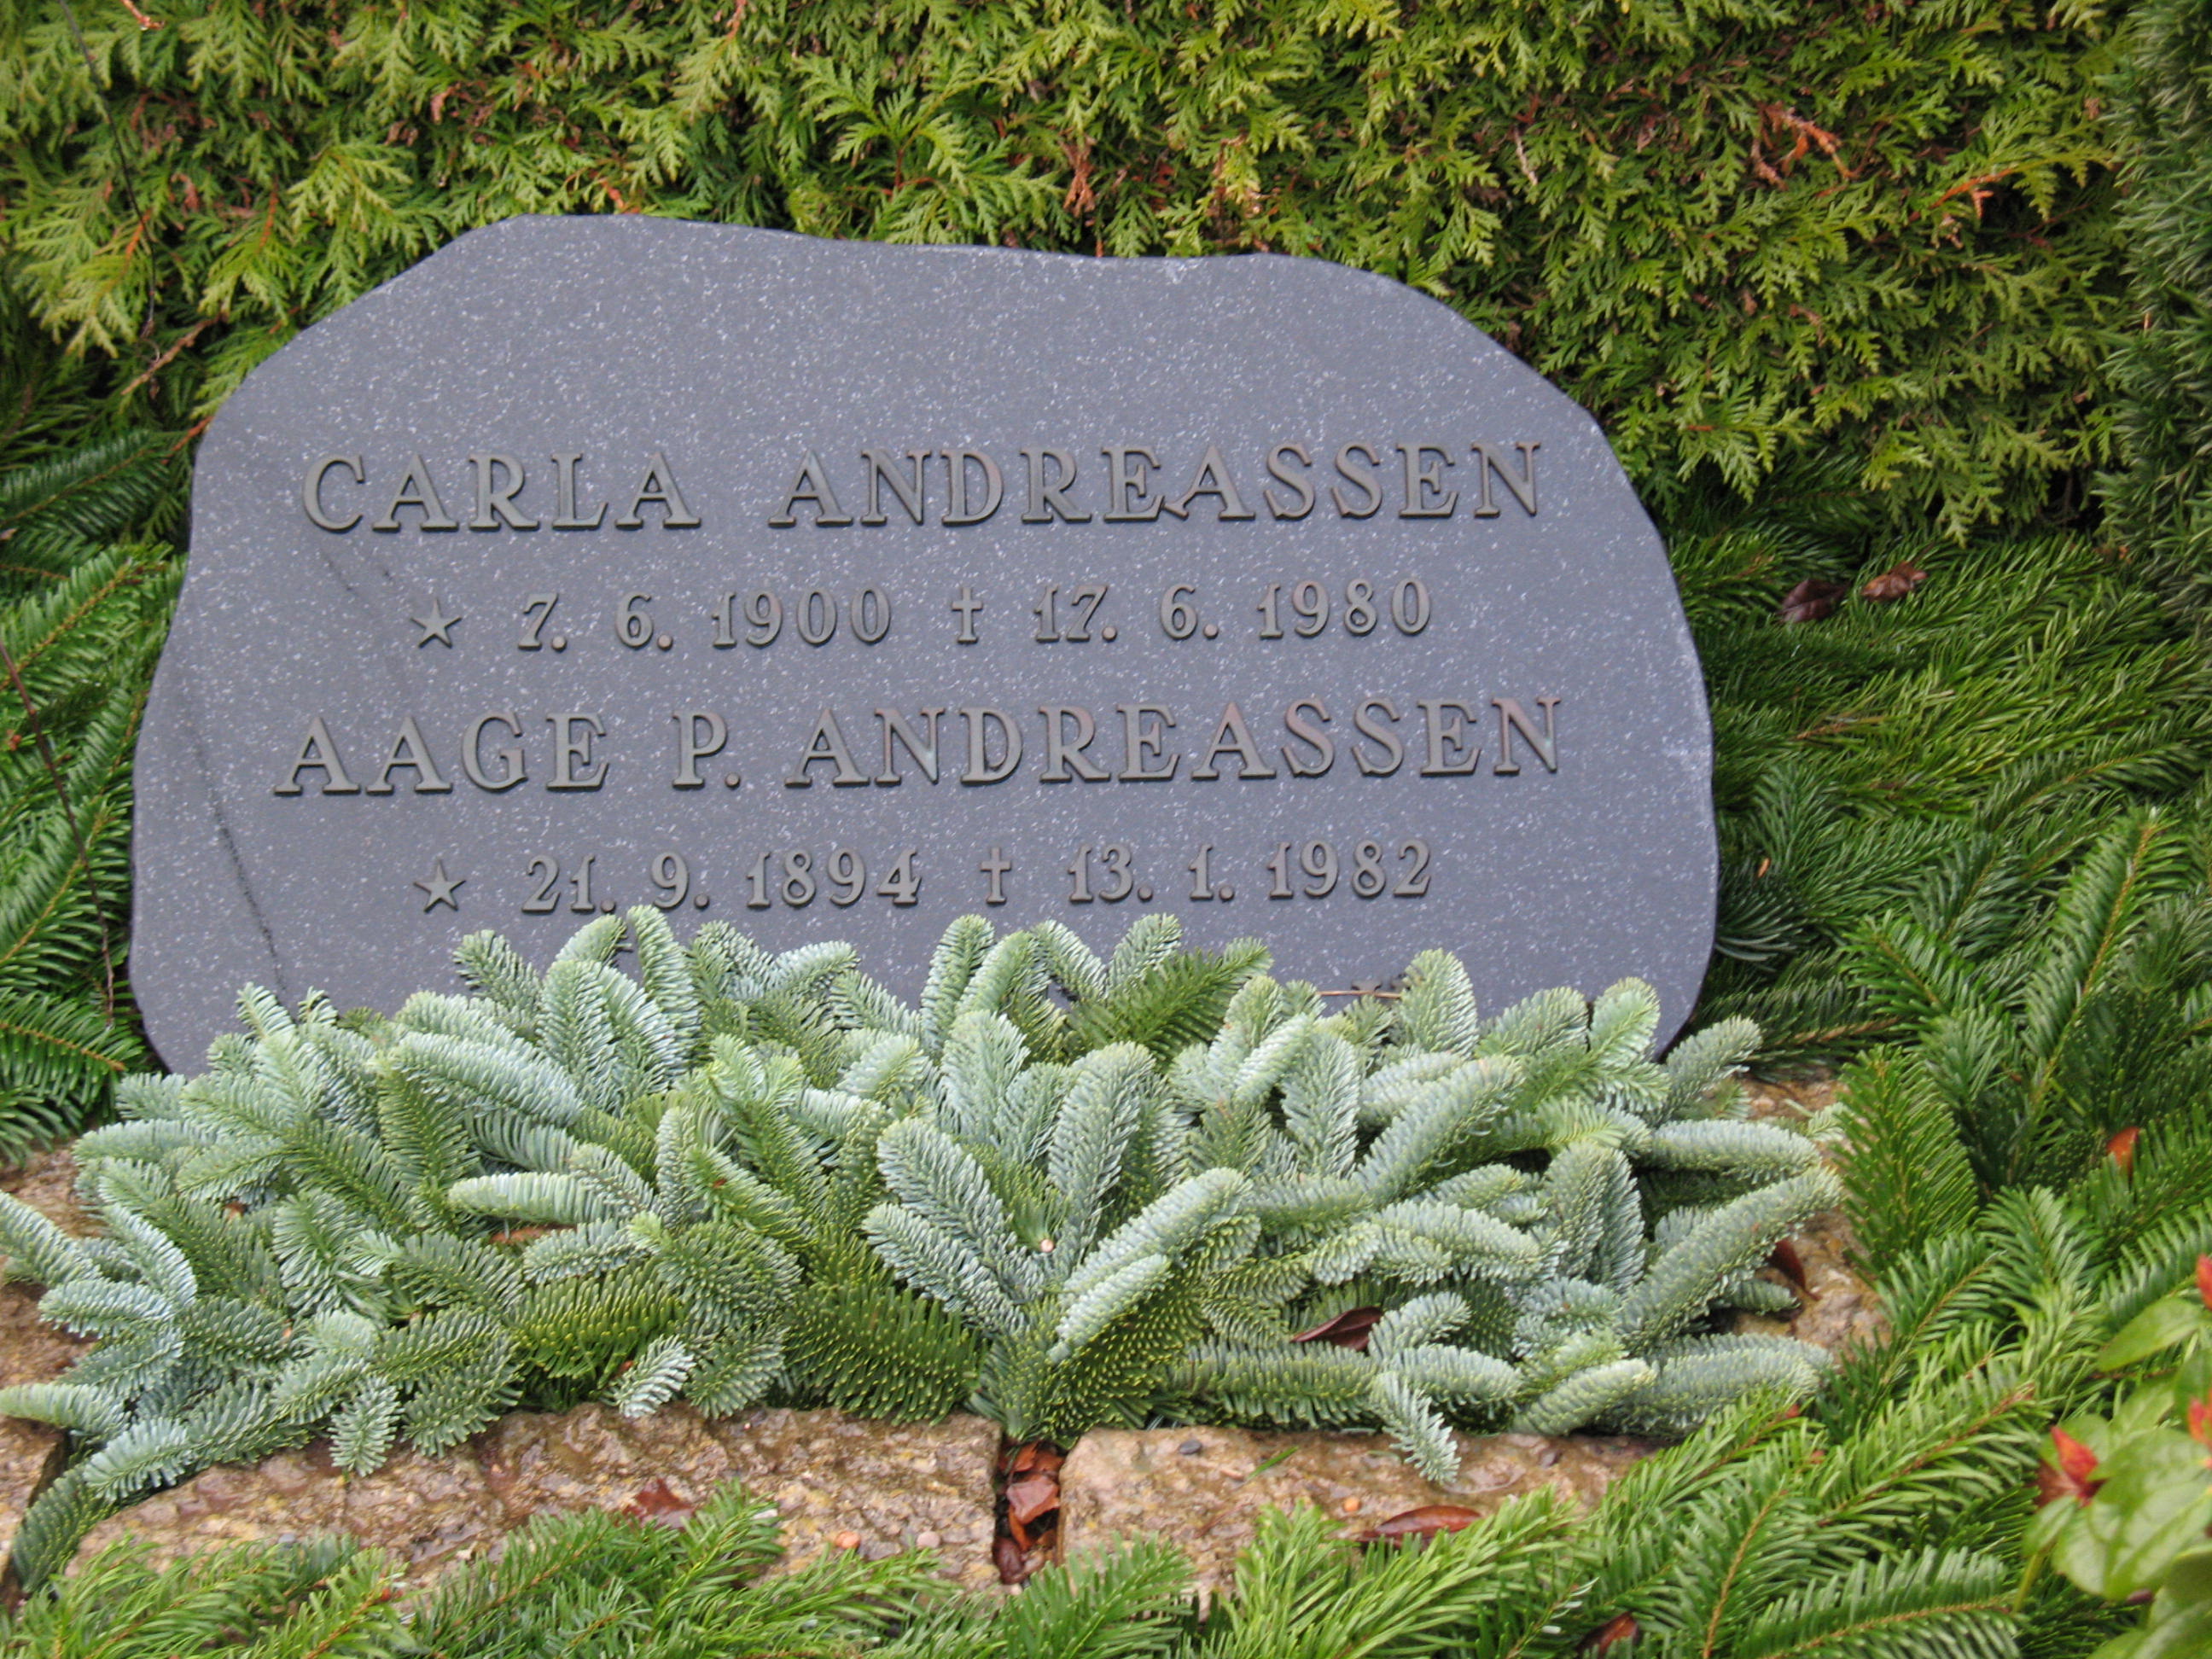 CARLA ANDREASSEN
★ 7. 6. 1900 † 17. 6. 1980
AAGE P. ANDREASSEN
★ 21. 9. 1894 † 13. 1. 1982